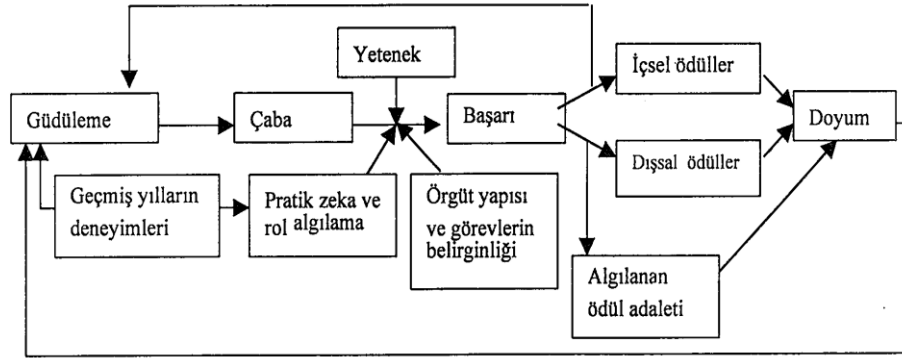 Yetenek
İçsel ödüller
Güdüleme
Çaba
Başarı
Doyum
Dışsal ödüller
Geçmiş yılların
deneyimleri
Pratik zeka ve
rol algılama
Örgüt yapısı
ve görevlerin
belirginliği
Algılanan
ödül adaleti